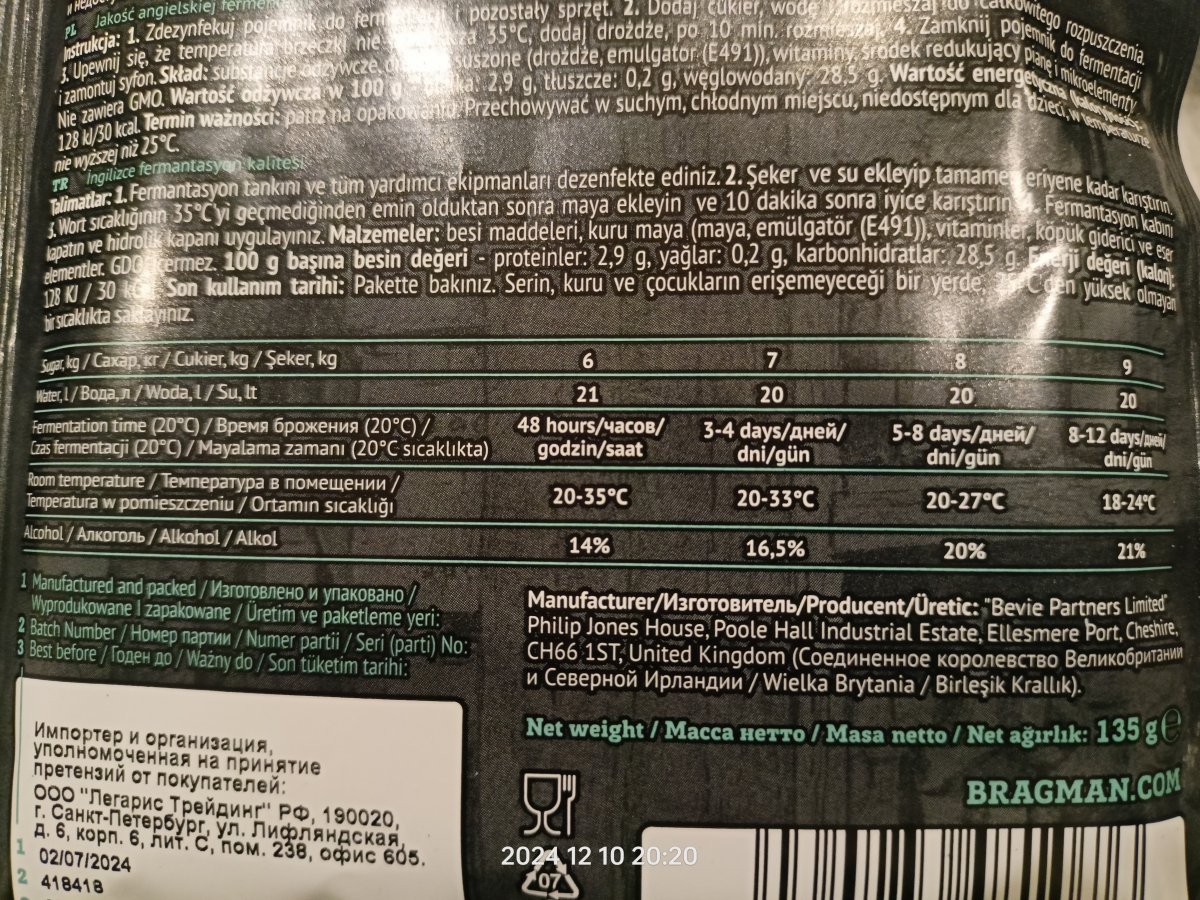 Jakość angielskiej
PL
Instrukcja: 1. Zdezynfekuj pojemnik do fermentacji i pozostały sprzęt. 2. Dodaj cukier, wodę i rozmieszaj do całkowitego rozpuszczenia.
3. Upewnij się, że temperatura brzeczki nie 35°C, dodaj drożdże, po 10 min. rozmieszaj. 4. Zamknij pojemnik do fermentacji
i zamontuj syfon. Skład: substancje odżywcze, (drożdże, emulgator (E491)), witaminy, środek redukujący pianę i mikroelementy.
Nie zawiera GMO. Wartość odżywcza w 100 g 2,9 g, tłuszcze: 0,2 g, węglowodany: 28,5 g. Wartość energetyczna
128 kJ/30 kcal. Termin ważności: patrz na opakowaniu. Przechowywać w suchym, chłodnym miejscu, niedostępnym dla dzieci, w temperaturze
nie wyższej niż 25°C.
TR İngilizce fermantasyon kalitesi
Talimatlar: 1. Fermantasyon tankını ve tüm yardımcı ekipmanları dezenfekte ediniz. 2. Şeker ve su ekleyip tamamen eriyene kadar karıştırın.
3. Wort sıcaklığının 35°C'yi geçmediğinden emin olduktan sonra maya ekleyin ve 10 dakika sonra iyice karıştırın. 4. Fermantasyon kabını
kapatın ve hidrolik kapanı uygulayınız. Malzemeler: besi maddeleri, kuru maya (maya, emülgatör (E491)), vitaminler, köpük giderici ve eser
elementler. GDO içermez. 100 g başına besin değeri - proteinler: 2,9 g, yağlar: 0,2 g, karbonhidratlar: 28,5 g. Enerji değeri (kalori):
128 KJ / 30 Son kullanım tarihi: Pakette bakınız. Serin, kuru ve çocukların erişemeyeceği bir yerde, 25°C'den yüksek olmayan
bir sıcaklıkta saklayınız.
Sugar, kg / Сахар, кг / Cukier, kg / Şeker, kg 6 7 8 9
Water, l / Вода, л / Woda, l / Su, lt 21 20 20 20
Fermentation time (20°C) / Время брожения (20°C) / 48 hours/часов/ 3-4 days/дней/ 5-8 days/дней/ 8-12 days/дней/
Czas fermentacji (20°C) / Mayalama zamanı (20°C sıcaklıkta) godzin/saat dni/gün dni/gün dni/gün
Room temperature / Температура в помещении /
Temperatura w pomieszczeniu / Ortamın sıcaklığı 20-35°C 20-33°C 20-27°C 18-24°C
Alcohol / Алкоголь / Alkohol / Alkol 14% 16,5% 20% 21%
1 Manufactured and packed / Изготовлено и упаковано /
Wyprodukowane I zapakowane / Üretim ve paketleme yeri:
2 Batch Number / Номер партии / Numer partii / Seri (parti) No:
3 Best before / Годен до / Ważny do / Son tüketim tarihi:
Manufacturer/Изготовитель/Producent/Üretic: "Bevie Partners Limited"
Philip Jones House, Poole Hall Industrial Estate, Ellesmere Port, Cheshire,
CH66 1ST, United Kingdom (Соединенное королевство Великобритании
и Северной Ирландии / Wielka Brytania / Birleşik Krallık).
Net weight / Масса нетто / Masa netto / Net ağırlık: 135 g ℮
BRAGMAN.COM
Импортер и организация,
уполномоченная на принятие
претензий от покупателей:
ООО "Легарис Трейдинг" РФ, 190020,
г. Санкт-Петербург, ул. Лифляндская,
д. 6, корп. 6, лит. С, пом. 238, офис 605.
1 02/07/2024
2 418418
07
2024 12 10 20:20